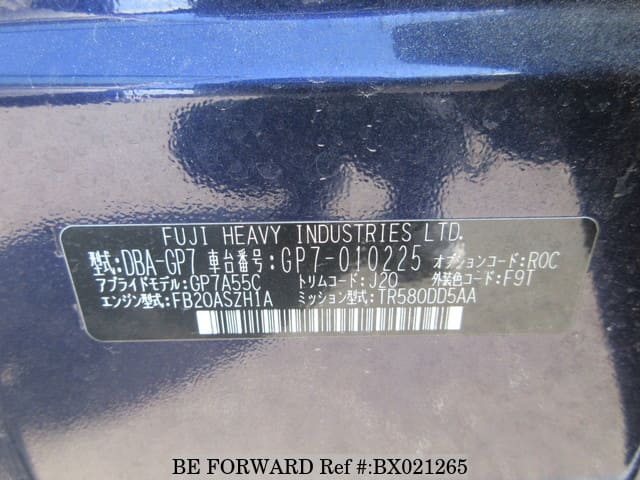 FUJI HEAVY INDUSTRIES LTD.
型式:DBA-GP7 車台番号:GP7-010225 オプションコード:ROC
アプライドモデル:GP7A55C トリムコード:J20 外装色コード:F9T
エンジン型式:FB20ASZH1A ミッション型式:TR580DD5AA
BE FORWARD Ref #:BX021265